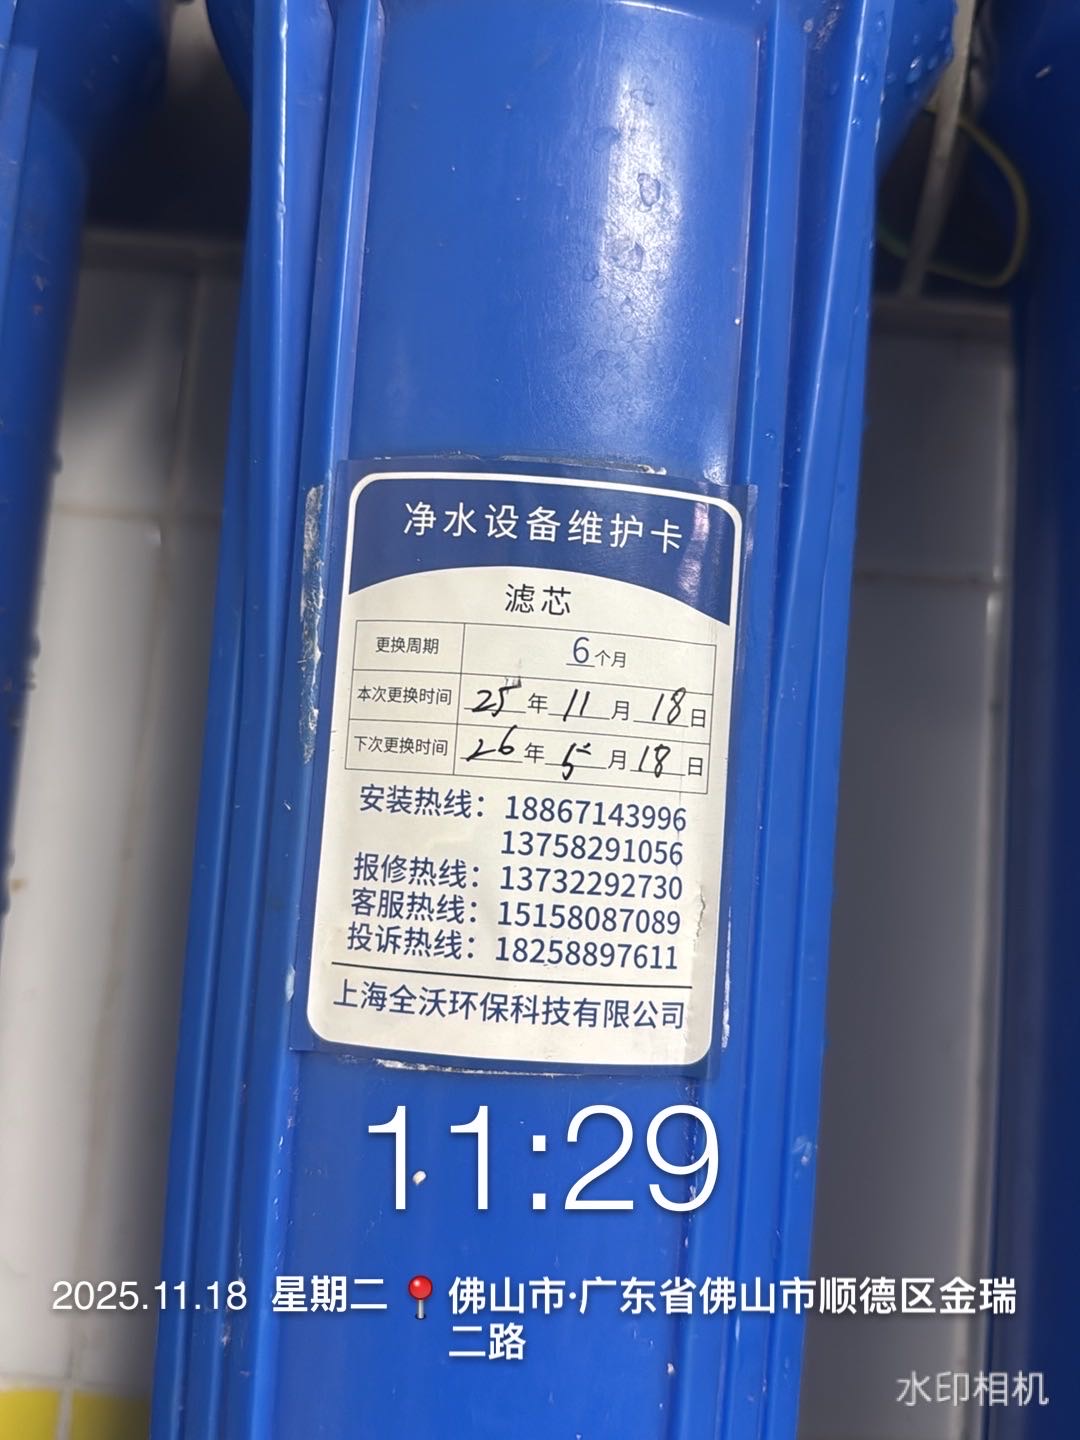 净水设备维护卡
滤芯
更换周期 6个月
本次更换时间 25年11月18日
下次更换时间 26年5月18日
安装热线：18867143996
13758291056
报修热线：13732292730
客服热线：15158087089
投诉热线：18258897611
上海全沃环保科技有限公司
11:29
2025.11.18 星期二 📍 佛山市·广东省佛山市顺德区金瑞
二路
水印相机